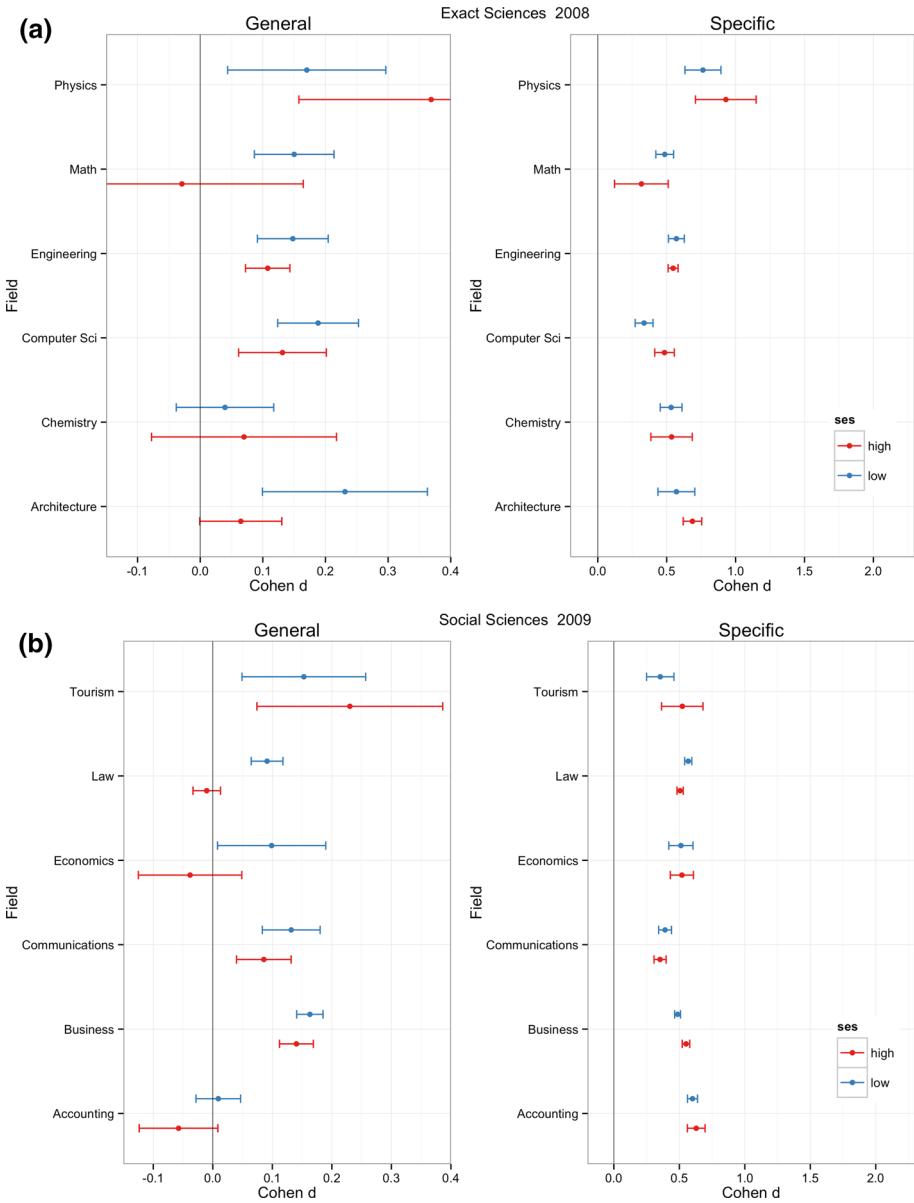 Exact Sciences 2008
(a)
General
Specific
Field
Physics
Math
Engineering
Computer Sci
Chemistry
Architecture
-0.1 0.0 0.1 0.2 0.3 0.4
Cohen d
Field
Physics
Math
Engineering
Computer Sci
Chemistry
Architecture
ses
high
low
0.0 0.5 1.0 1.5 2.0
Cohen d
Social Sciences 2009
(b)
General
Specific
Field
Tourism
Law
Economics
Communications
Business
Accounting
-0.1 0.0 0.1 0.2 0.3 0.4
Cohen d
Field
Tourism
Law
Economics
Communications
Business
Accounting
ses
high
low
0.0 0.5 1.0 1.5 2.0
Cohen d